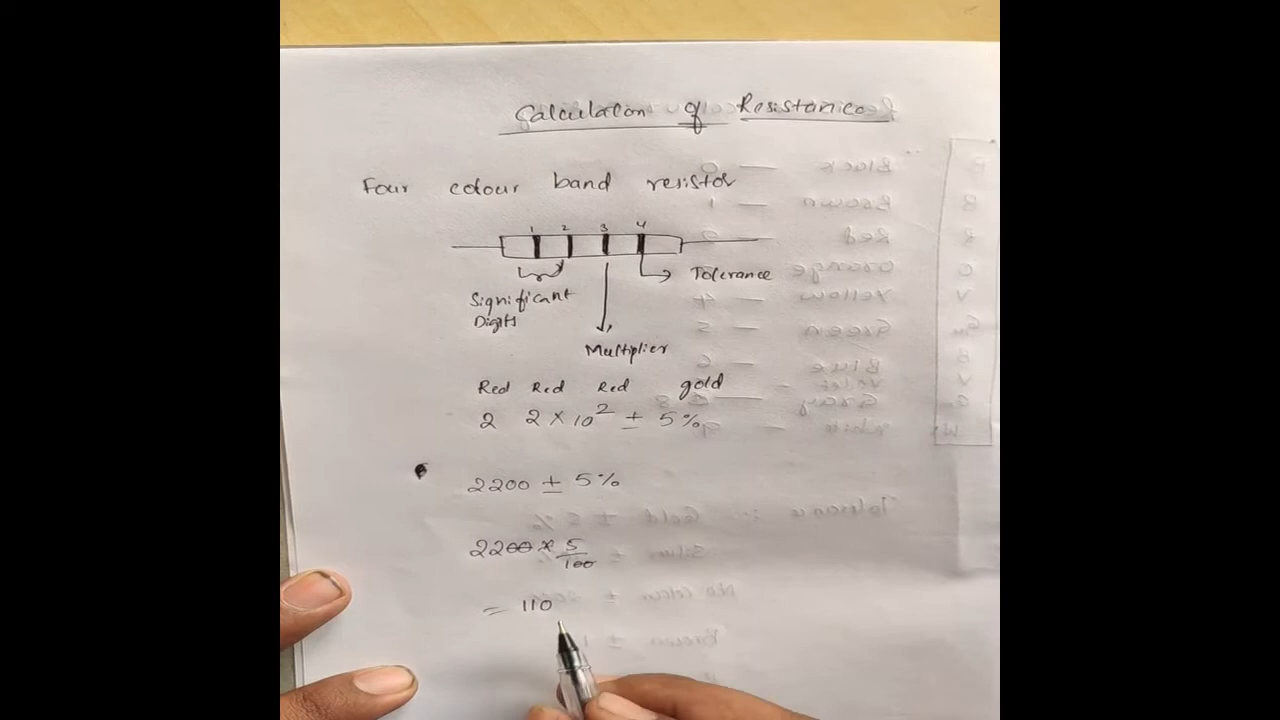 Calculaton of Resistance
Four colour band resistor
1 2 3 4
Tolerance
Significant
Digits
Multiplier
Red Red Red gold
2 2 × 10² ± 5%
2200 ± 5%
2200 × 5/100
= 110